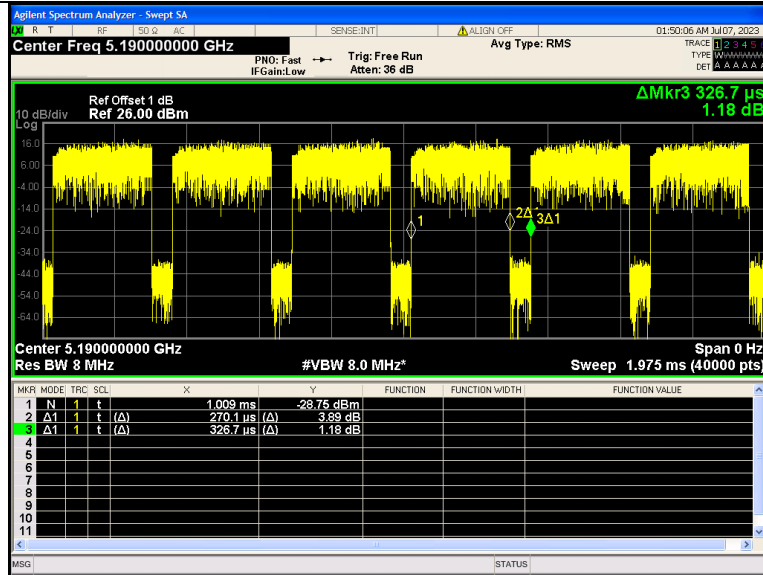 Agilent Spectrum Analyzer - Swept SA
R T RF 50 Ω AC SENSE:INT ALIGN OFF 01:50:06 AM Jul 07, 2023
Center Freq 5.190000000 GHz
Avg Type: RMS
TRACE 1 2 3 4 5
PNO: Fast Trig: Free Run TYPE
IFGain:Low Atten: 36 dB DET A A A A A
ΔMkr3 326.7 µs
1.18 dB
Ref Offset 1 dB
10 dB/div Ref 26.00 dBm
Log
16.0
6.00
-4.00
-14.0
1 2Δ1 3Δ1
-24.0
-34.0
-44.0
-54.0
-64.0
Center 5.190000000 GHz Span 0 Hz
Res BW 8 MHz #VBW 8.0 MHz* Sweep 1.975 ms (40000 pts)
MKR MODE TRC SCL X Y FUNCTION FUNCTION WIDTH FUNCTION VALUE
1 N 1 t 1.009 ms -28.75 dBm
2 Δ1 1 t (Δ) 270.1 µs (Δ) 3.89 dB
3 Δ1 1 t (Δ) 326.7 µs (Δ) 1.18 dB
4
5
6
7
8
9
10
11
MSG STATUS